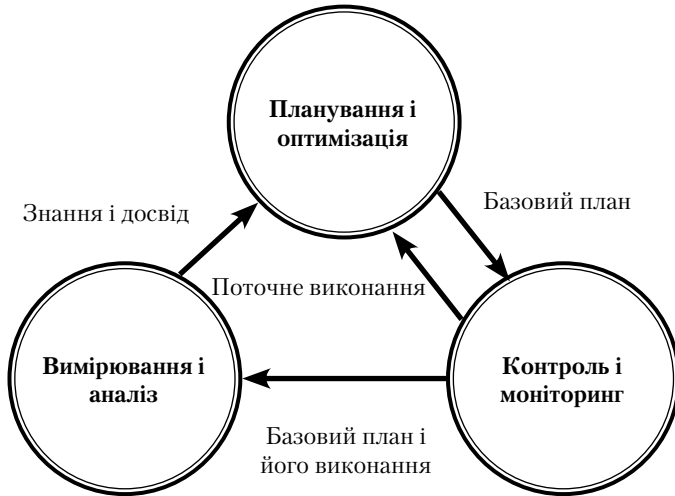 Планування і
оптимізація
Знання і досвід
Базовий план
Поточне виконання
Вимірювання і
аналіз
Контроль і
моніторинг
Базовий план і
його виконання